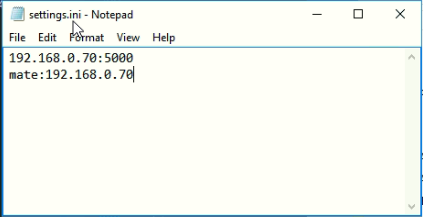 settings.ini - Notepad
File Edit Format View Help
192.168.0.70:5000
mate:192.168.0.70